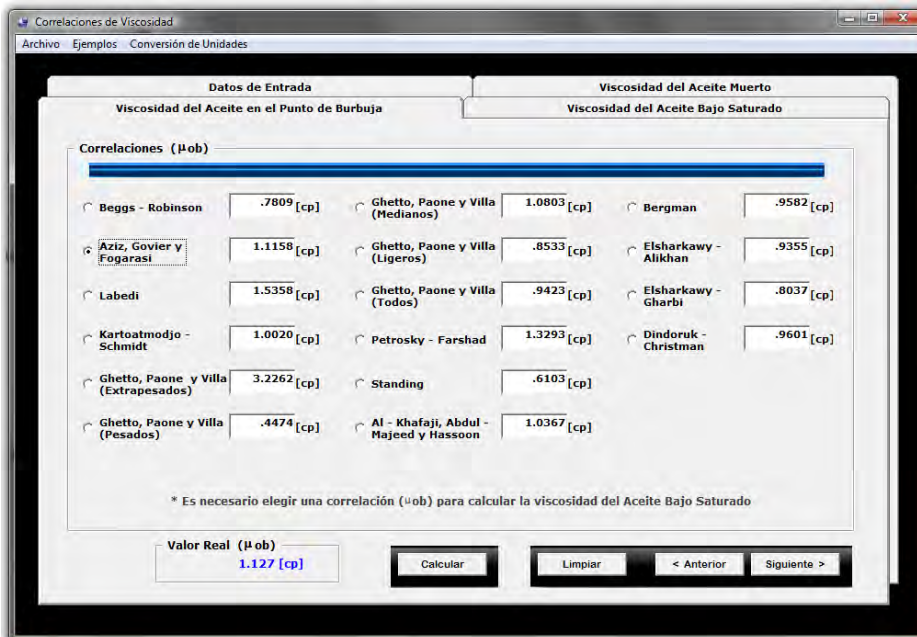 Correlaciones de Viscosidad
Archivo Ejemplos Conversión de Unidades
Datos de Entrada
Viscosidad del Aceite Muerto
Viscosidad del Aceite en el Punto de Burbuja
Viscosidad del Aceite Bajo Saturado
Correlaciones (μob)
Beggs - Robinson .7809 [cp]
Aziz, Govier y
Fogarasi 1.1158 [cp]
Labedi 1.5358 [cp]
Kartoatmodjo -
Schmidt 1.0020 [cp]
Ghetto, Paone y Villa
(Extrapesados) 3.2262 [cp]
Ghetto, Paone y Villa
(Pesados) .4474 [cp]
Ghetto, Paone y Villa
(Medianos) 1.0803 [cp]
Ghetto, Paone y Villa
(Ligeros) .8533 [cp]
Ghetto, Paone y Villa
(Todos) .9423 [cp]
Petrosky - Farshad 1.3293 [cp]
Standing .6103 [cp]
Al - Khafaji, Abdul -
Majeed y Hassoon 1.0367 [cp]
Bergman .9582 [cp]
Elsharkawy -
Alikhan .9355 [cp]
Elsharkawy -
Gharbi .8037 [cp]
Dindoruk -
Christman .9601 [cp]
* Es necesario elegir una correlación (μob) para calcular la viscosidad del Aceite Bajo Saturado
Valor Real (μob)
1.127 [cp]
Calcular
Limpiar
< Anterior
Siguiente >